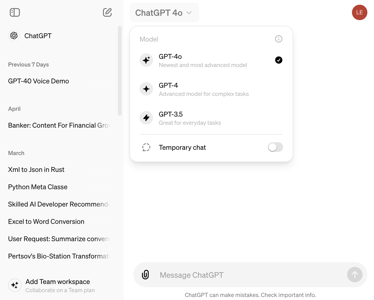 ChatGPT 4o
LE
ChatGPT
Previous 7 Days
GPT-40 Voice Demo
April
Banker: Content For Financial Gro
March
Xml to Json in Rust
Python Meta Classe
Skilled AI Developer Recommend
Excel to Word Conversion
User Request: Summarize conver
Pertsov's Bio-Station Transformat
Add Team workspace
Collaborate on a Team plan
Model
GPT-4o
Newest and most advanced model
GPT-4
Advanced model for complex tasks
GPT-3.5
Great for everyday tasks
Temporary chat
Message ChatGPT
ChatGPT can make mistakes. Check important info.